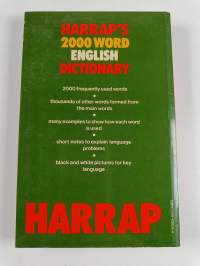 HARRAP'S
2000 WORD
ENGLISH
DICTIONARY
2000 frequently used words
•
thousands of other words formed from
the main words
•
many examples to show how each word
is used
•
short notes to explain language
problems
•
black and white pictures for key
language
HARRAP